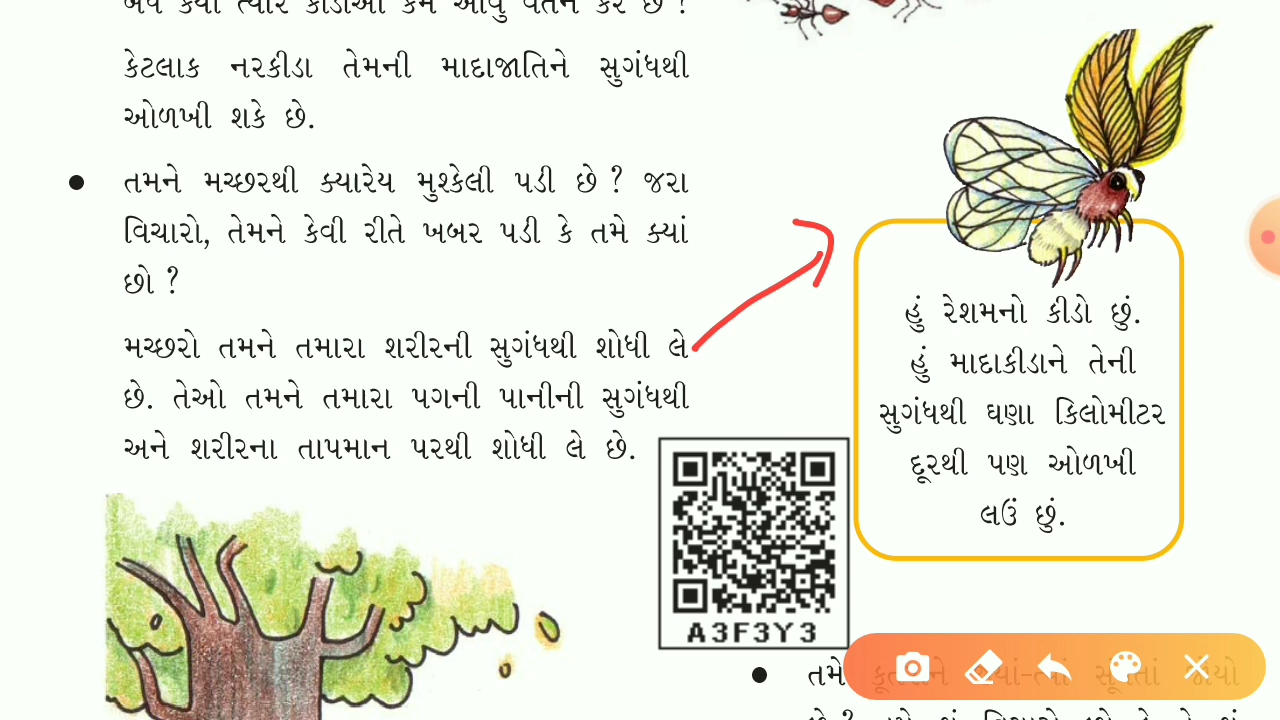 કેટલાક નરકીડા તેમની માદાજાતિને સુગંધથી
ઓળખી શકે છે.
તમને મચ્છરથી ક્યારેય મુશ્કેલી પડી છે ? જરા
વિચારો, તેમને કેવી રીતે ખબર પડી કે તમે ક્યાં
છો ?
મચ્છરો તમને તમારા શરીરની સુગંધથી શોધી લે
છે. તેઓ તમને તમારા પગની પાનીની સુગંધથી
અને શરીરના તાપમાન પરથી શોધી લે છે.
હું રેશમનો કીડો છું.
હું માદાકીડાને તેની
સુગંધથી ઘણા કિલોમીટર
દૂરથી પણ ઓળખી
લઉં છું.
A3F3Y3
તમે